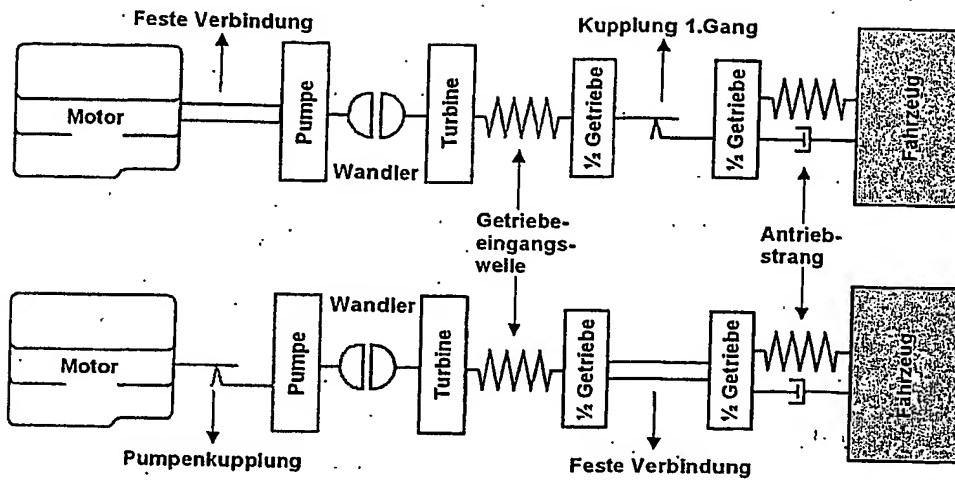 Feste Verbindung
Kupplung 1.Gang
Motor
Pumpe
Wandler
Turbine
½ Getriebe
½ Getriebe
Fahrzeug
Getriebe-
eingangs-
welle
Antrieb-
strang
Wandler
Motor
Pumpe
Turbine
½ Getriebe
½ Getriebe
Fahrzeug
Pumpenkupplung
Feste Verbindung